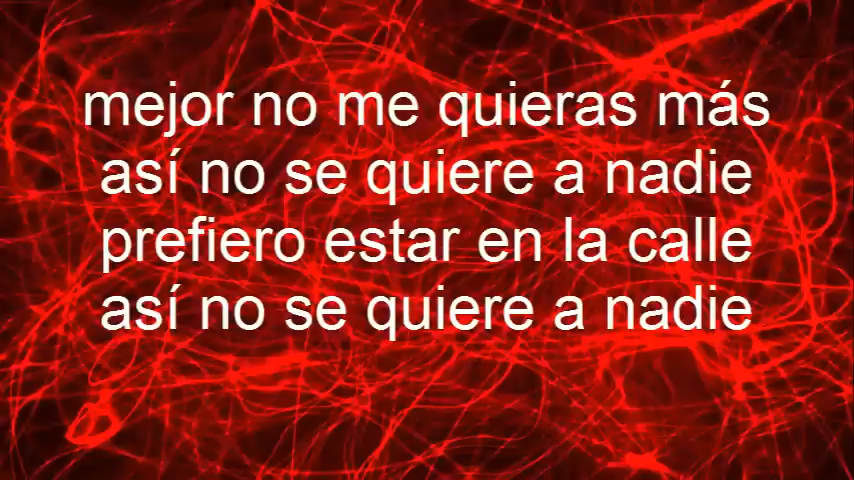 mejor no me quieras más
así no se quiere a nadie
prefiero estar en la calle
así no se quiere a nadie